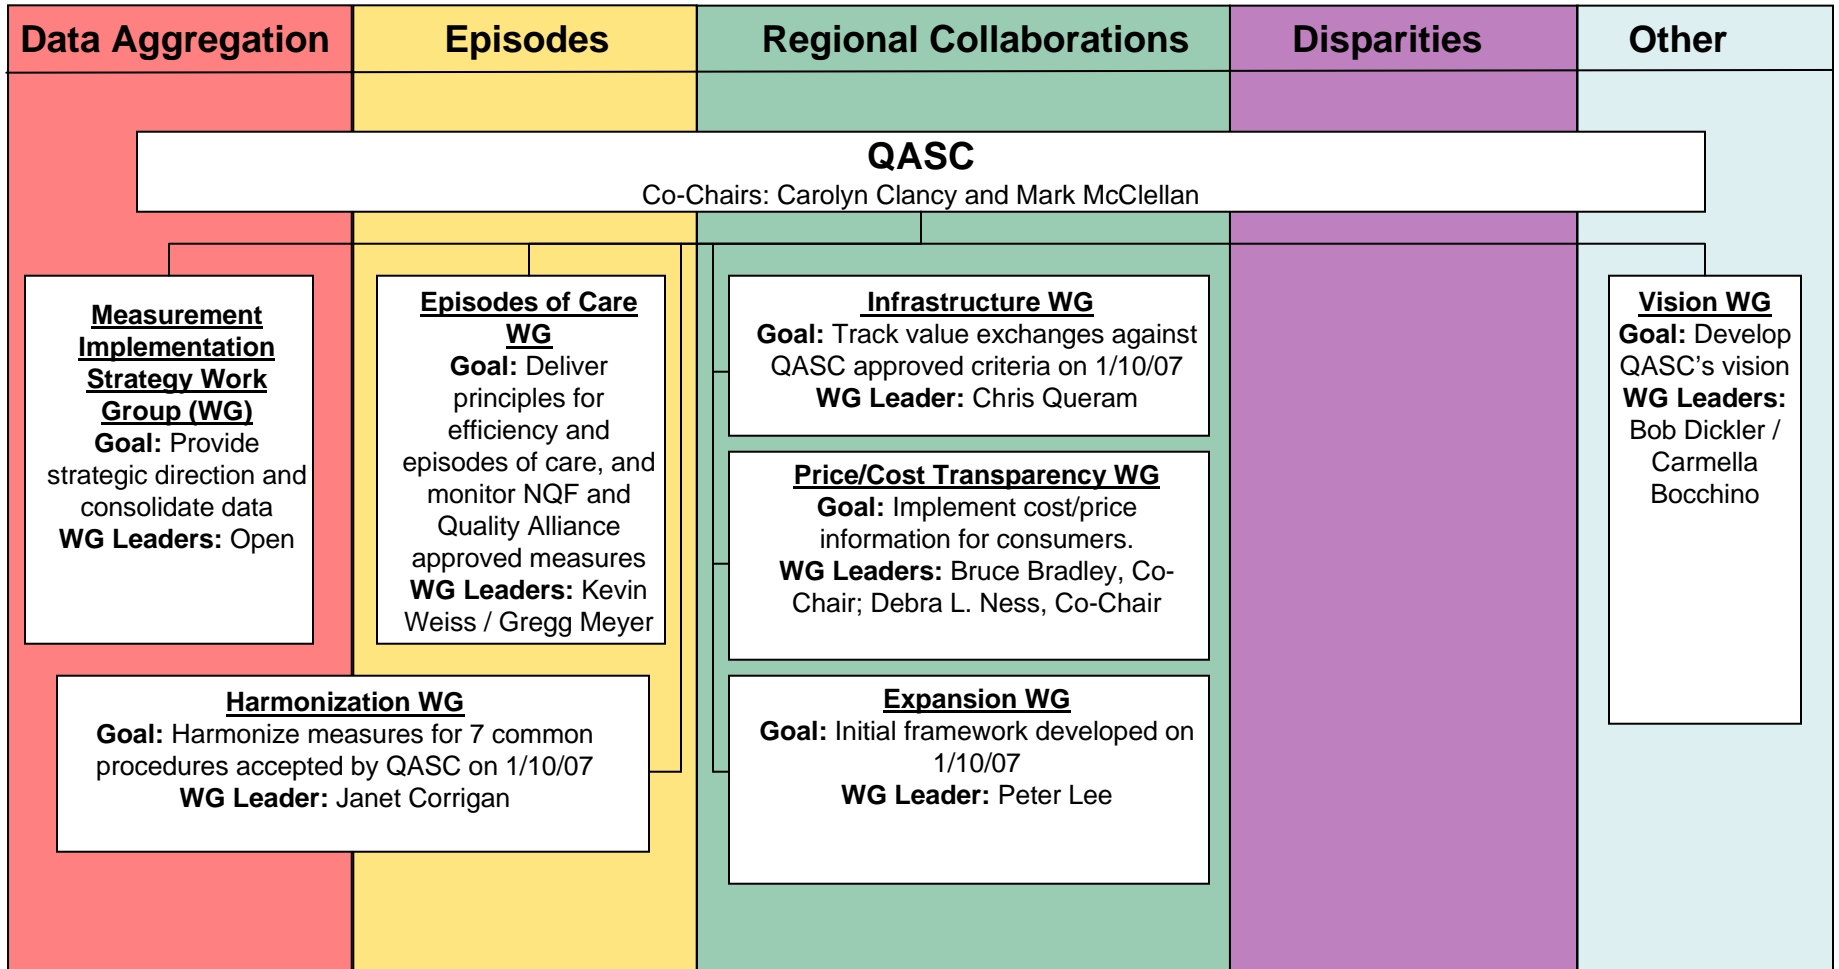 Data Aggregation
Episodes
Regional Collaborations
Disparities
Other
QASC
Co-Chairs: Carolyn Clancy and Mark McClellan
Measurement
Implementation
Strategy Work
Group (WG)
Goal: Provide
strategic direction and
consolidate data
WG Leaders: Open
Episodes of Care
WG
Goal: Deliver
principles for
efficiency and
episodes of care, and
monitor NQF and
Quality Alliance
approved measures
WG Leaders: Kevin
Weiss / Gregg Meyer
Harmonization WG
Goal: Harmonize measures for 7 common
procedures accepted by QASC on 1/10/07
WG Leader: Janet Corrigan
Infrastructure WG
Goal: Track value exchanges against
QASC approved criteria on 1/10/07
WG Leader: Chris Queram
Price/Cost Transparency WG
Goal: Implement cost/price
information for consumers.
WG Leaders: Bruce Bradley, Co-
Chair; Debra L. Ness, Co-Chair
Expansion WG
Goal: Initial framework developed on
1/10/07
WG Leader: Peter Lee
Vision WG
Goal: Develop
QASC’s vision
WG Leaders:
Bob Dickler /
Carmella
Bocchino